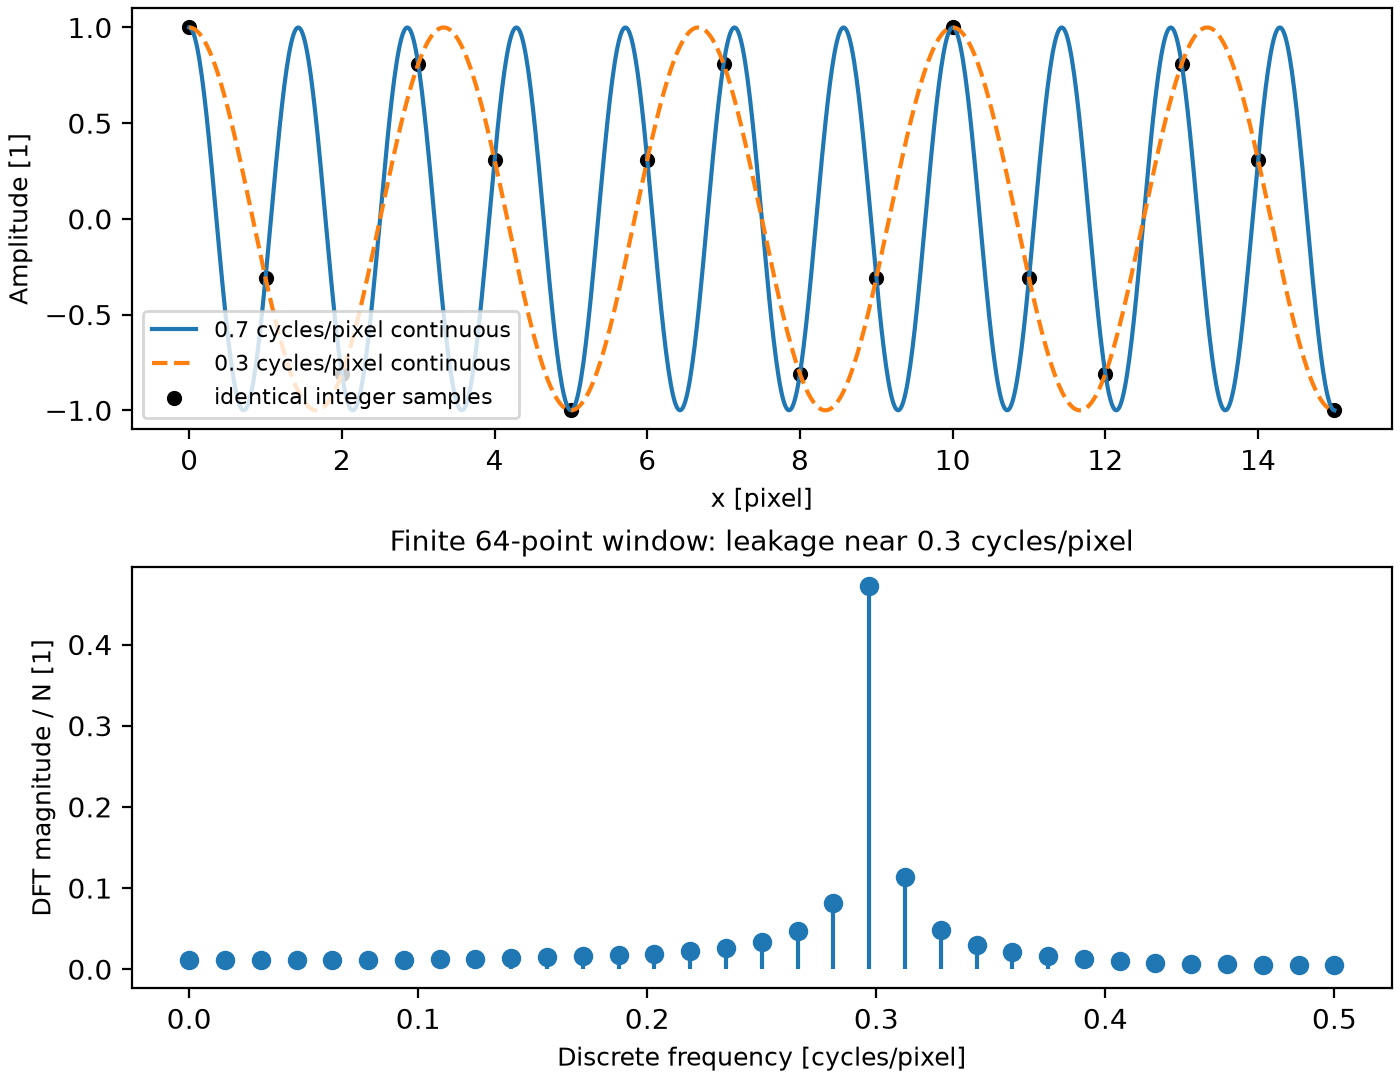 1.0
0.5
0.0
−0.5
−1.0
Amplitude [1]
0.7 cycles/pixel continuous
0.3 cycles/pixel continuous
identical integer samples
0 2 4 6 8 10 12 14
x [pixel]
Finite 64-point window: leakage near 0.3 cycles/pixel
0.4
0.3
0.2
0.1
0.0
DFT magnitude / N [1]
0.0 0.1 0.2 0.3 0.4 0.5
Discrete frequency [cycles/pixel]